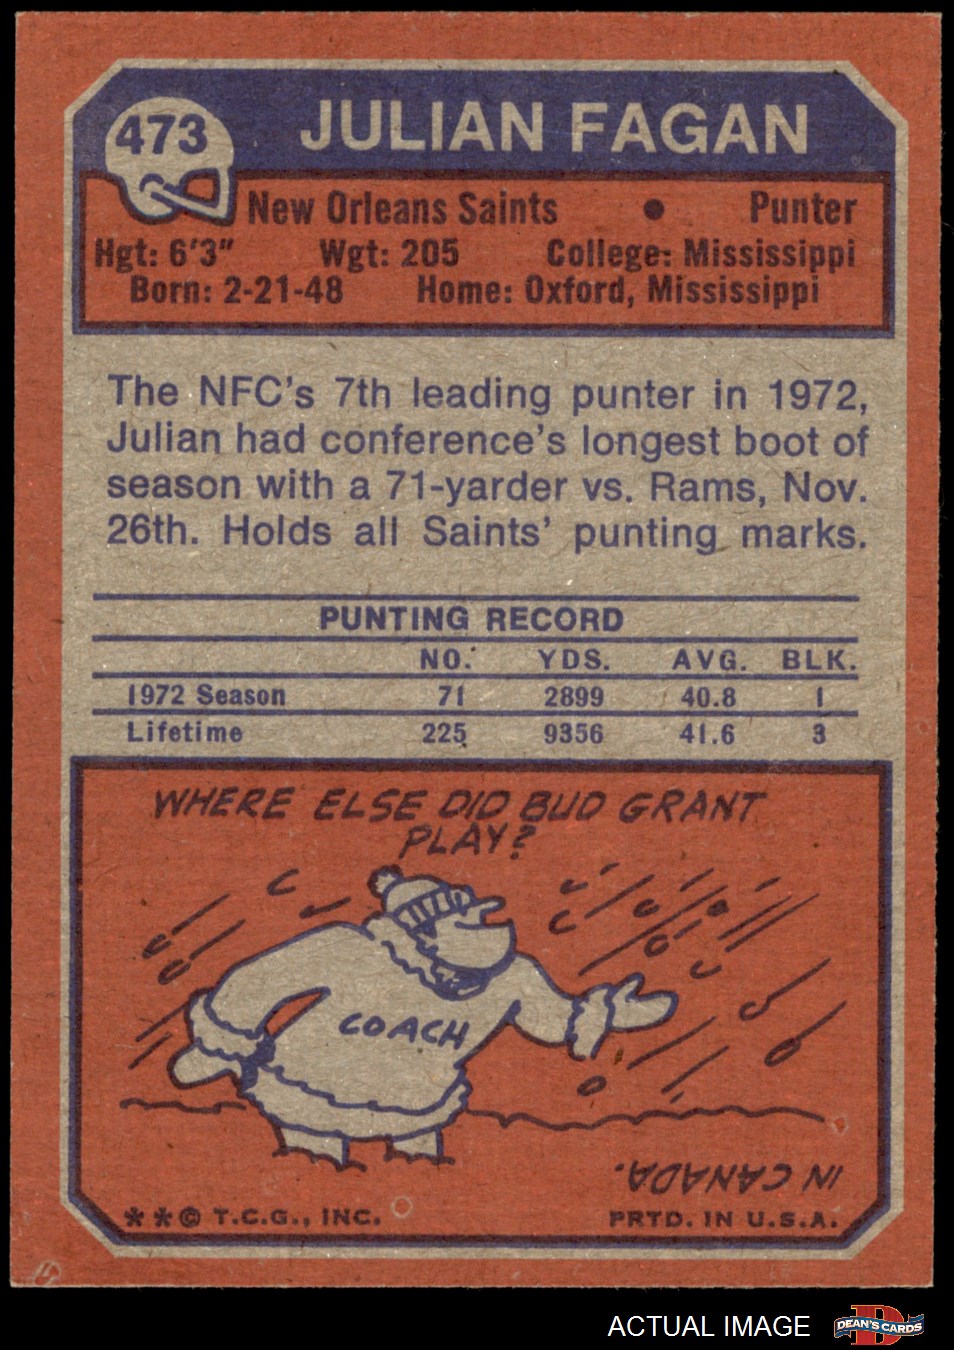 473
JULIAN FAGAN
New Orleans Saints • Punter
Hgt: 6'3" Wgt: 205 College: Mississippi
Born: 2-21-48 Home: Oxford, Mississippi
The NFC's 7th leading punter in 1972,
Julian had conference's longest boot of
season with a 71-yarder vs. Rams, Nov.
26th. Holds all Saints' punting marks.
PUNTING RECORD
NO. YDS. AVG. BLK.
1972 Season 71 2899 40.8 1
Lifetime 225 9356 41.6 3
WHERE ELSE DID BUD GRANT
PLAY?
COACH
IN CANADA.
**© T.C.G., INC. PRTD. IN U.S.A.
ACTUAL IMAGE
D
DEAN'S CARDS